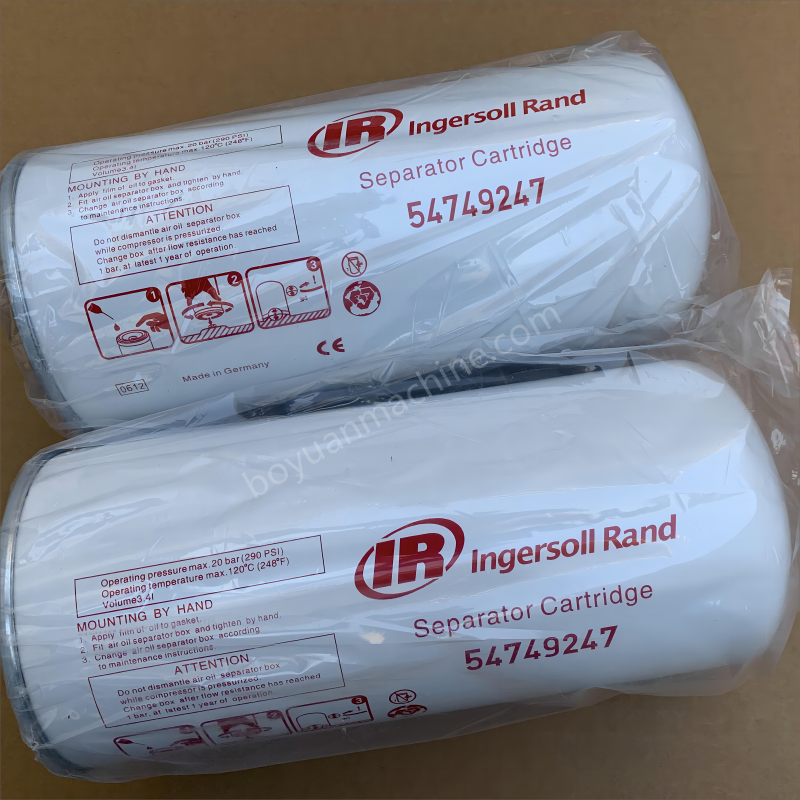 Operating pressure max. 20 bar (290 PSI)
Operating temperature max. 120°C (248°F)
Volume3.4l
MOUNTING BY HAND
1. Apply film of oil to gasket.
2. Fit air oil separator box and tighten by hand.
3. Change air oil separator box according
to maintenance instructions.
ATTENTION
Do not dismantle air oil separator box
while compressor is pressurized.
Change box after flow resistance has reached
1 bar, at latest 1 year of operation.
1
2
3
0612
Made in Germany
CE
IR Ingersoll Rand
Separator Cartridge
54749247
boyuanmachine.com
Operating pressure max. 20 bar (290 PSI)
Operating temperature max. 120°C (248°F)
Volume3.4l
MOUNTING BY HAND
1. Apply film of oil to gasket.
2. Fit air oil separator box and tighten by hand.
3. Change air oil separator box according
to maintenance instructions.
ATTENTION
Do not dismantle air oil separator box
while compressor is pressurized.
Change box after flow resistance has reached
1 bar, at latest 1 year of operation.
1
2
3
IR Ingersoll Rand
Separator Cartridge
54749247